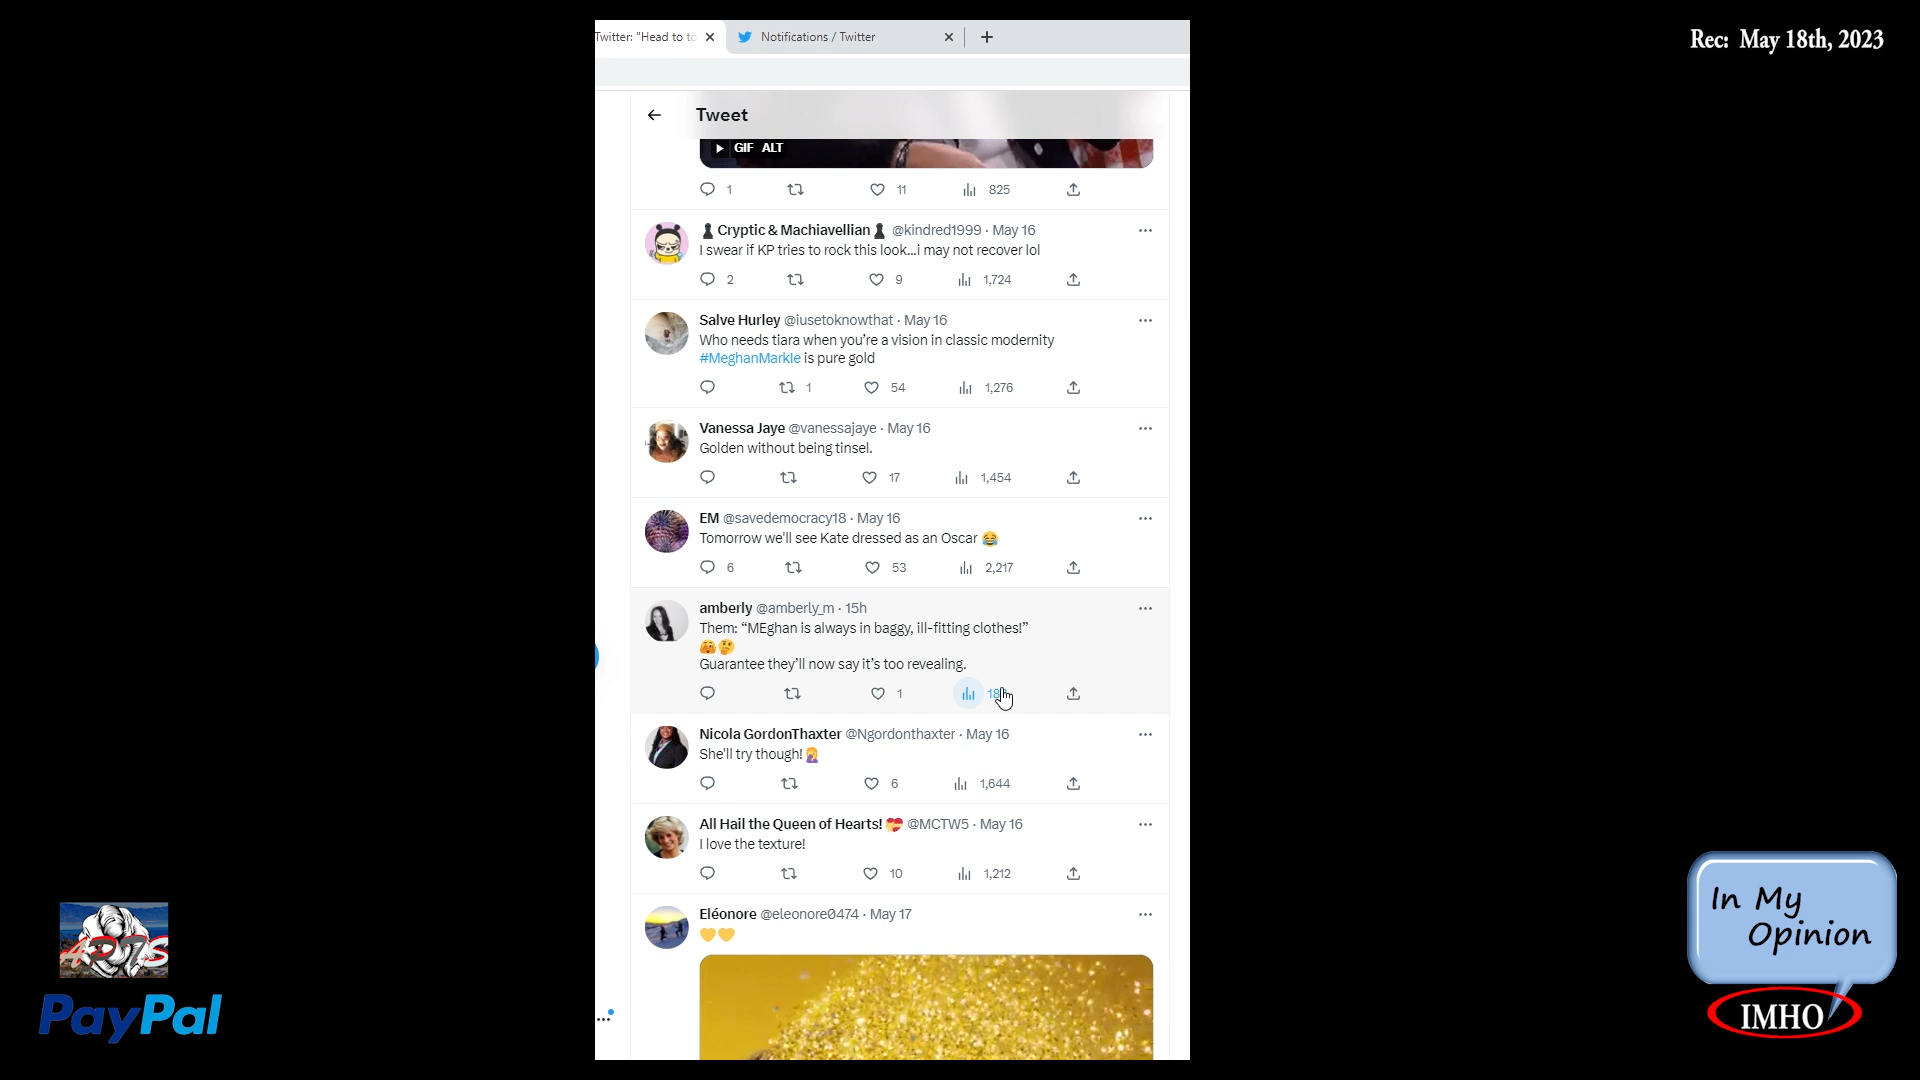 Twitter: "Head to to
Notifications / Twitter
Rec: May 18th, 2023
Tweet
GIF ALT
1 11 825
Cryptic & Machiavellian @kindred1999 · May 16
I swear if KP tries to rock this look...i may not recover lol
2 9 1,724
Salve Hurley @iusetoknowthat · May 16
Who needs tiara when you're a vision in classic modernity
#MeghanMarkle is pure gold
1 54 1,276
Vanessa Jaye @vanessajaye · May 16
Golden without being tinsel.
17 1,454
EM @savedemocracy18 · May 16
Tomorrow we'll see Kate dressed as an Oscar 😂
6 53 2,217
amberly @amberly_m · 15h
Them: “MEghan is always in baggy, ill-fitting clothes!”
🫣🤔
Guarantee they'll now say it's too revealing.
1
Nicola GordonThaxter @Ngordonthaxter · May 16
She'll try though! 🤦‍♀️
6 1,644
All Hail the Queen of Hearts! 💝 @MCTW5 · May 16
I love the texture!
10 1,212
Eléonore @eleonore0474 · May 17
💛💛
PayPal
In My
Opinion
IMHO